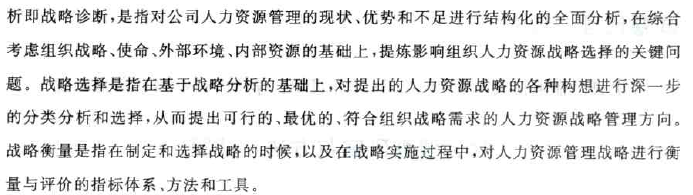 析即战略诊断,是指对公司人力资源管理的现状、优势和不足进行结构化的全面分析,在综合
考虑组织战略、使命、外部环境、内部资源的基础上,提炼影响组织人力资源战略选择的关键问
题。战略选择是指在基于战略分析的基础上,对提出的人力资源战略的各种构想进行深一步
的分类分析和选择,从而提出可行的、最优的、符合组织战略需求的人力资源战略管理方向。
战略衡量是指在制定和选择战略的时候,以及在战略实施过程中,对人力资源管理战略进行衡
量与评价的指标体系、方法和工具。